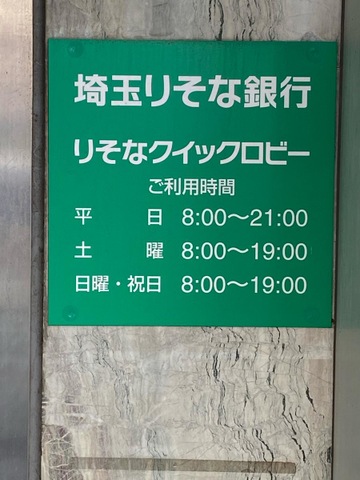 埼玉りそな銀行
りそなクイックロビー
ご利用時間
平日 8:00～21:00
土曜 8:00～19:00
日曜・祝日 8:00～19:00